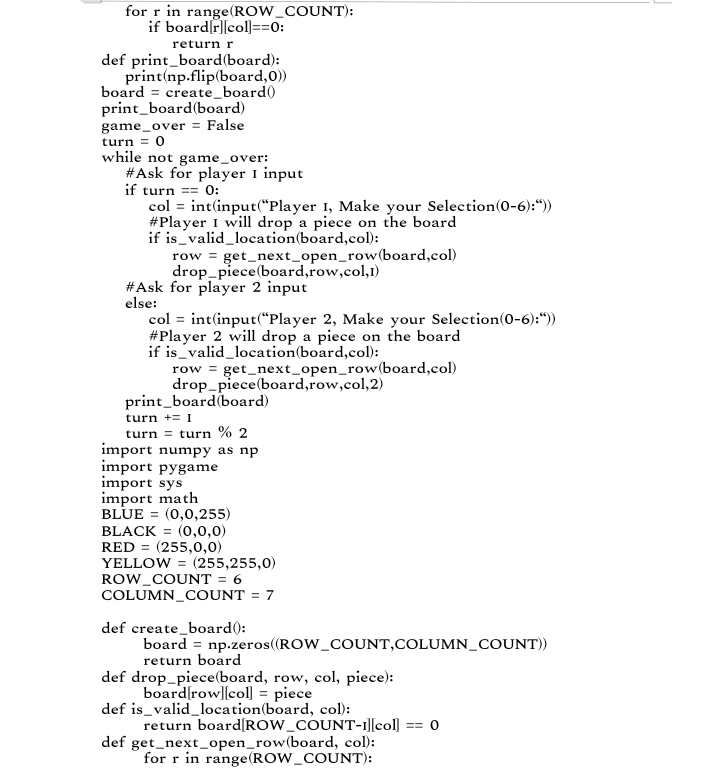 for r in range(ROW_COUNT):
if board[r][col]==0:
return r
def print_board(board):
print(np.flip(board,0))
board = create_board()
print_board(board)
game_over = False
turn = 0
while not game_over:
#Ask for player 1 input
if turn == 0:
col = int(input(“Player 1, Make your Selection(0-6):“))
#Player 1 will drop a piece on the board
if is_valid_location(board,col):
row = get_next_open_row(board,col)
drop_piece(board,row,col,1)
#Ask for player 2 input
else:
col = int(input(“Player 2, Make your Selection(0-6):“))
#Player 2 will drop a piece on the board
if is_valid_location(board,col):
row = get_next_open_row(board,col)
drop_piece(board,row,col,2)
print_board(board)
turn += 1
turn = turn % 2
import numpy as np
import pygame
import sys
import math
BLUE = (0,0,255)
BLACK = (0,0,0)
RED = (255,0,0)
YELLOW = (255,255,0)
ROW_COUNT = 6
COLUMN_COUNT = 7
def create_board():
board = np.zeros((ROW_COUNT,COLUMN_COUNT))
return board
def drop_piece(board, row, col, piece):
board[row][col] = piece
def is_valid_location(board, col):
return board[ROW_COUNT-1][col] == 0
def get_next_open_row(board, col):
for r in range(ROW_COUNT):